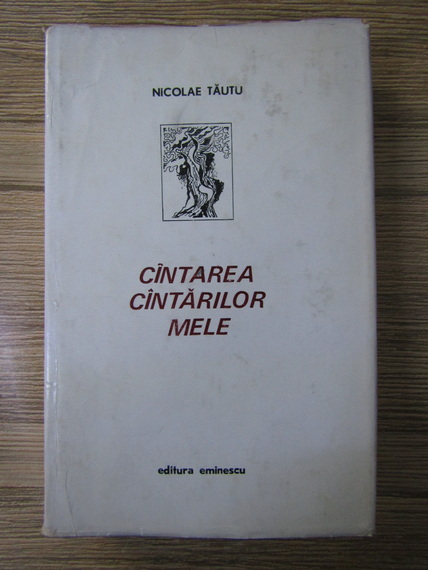 NICOLAE TĂUTU
CÎNTAREA
CÎNTĂRILOR
MELE
editura eminescu